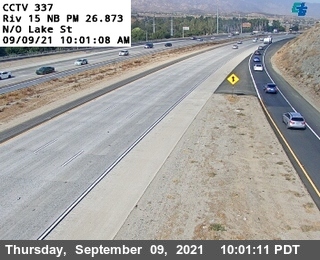 CCTV 337
Riv 15 NB PM 26.873
N/O Lake St
09/09/21 10:01:08 AM
1
Thursday, September 09, 2021 10:01:11 PDT